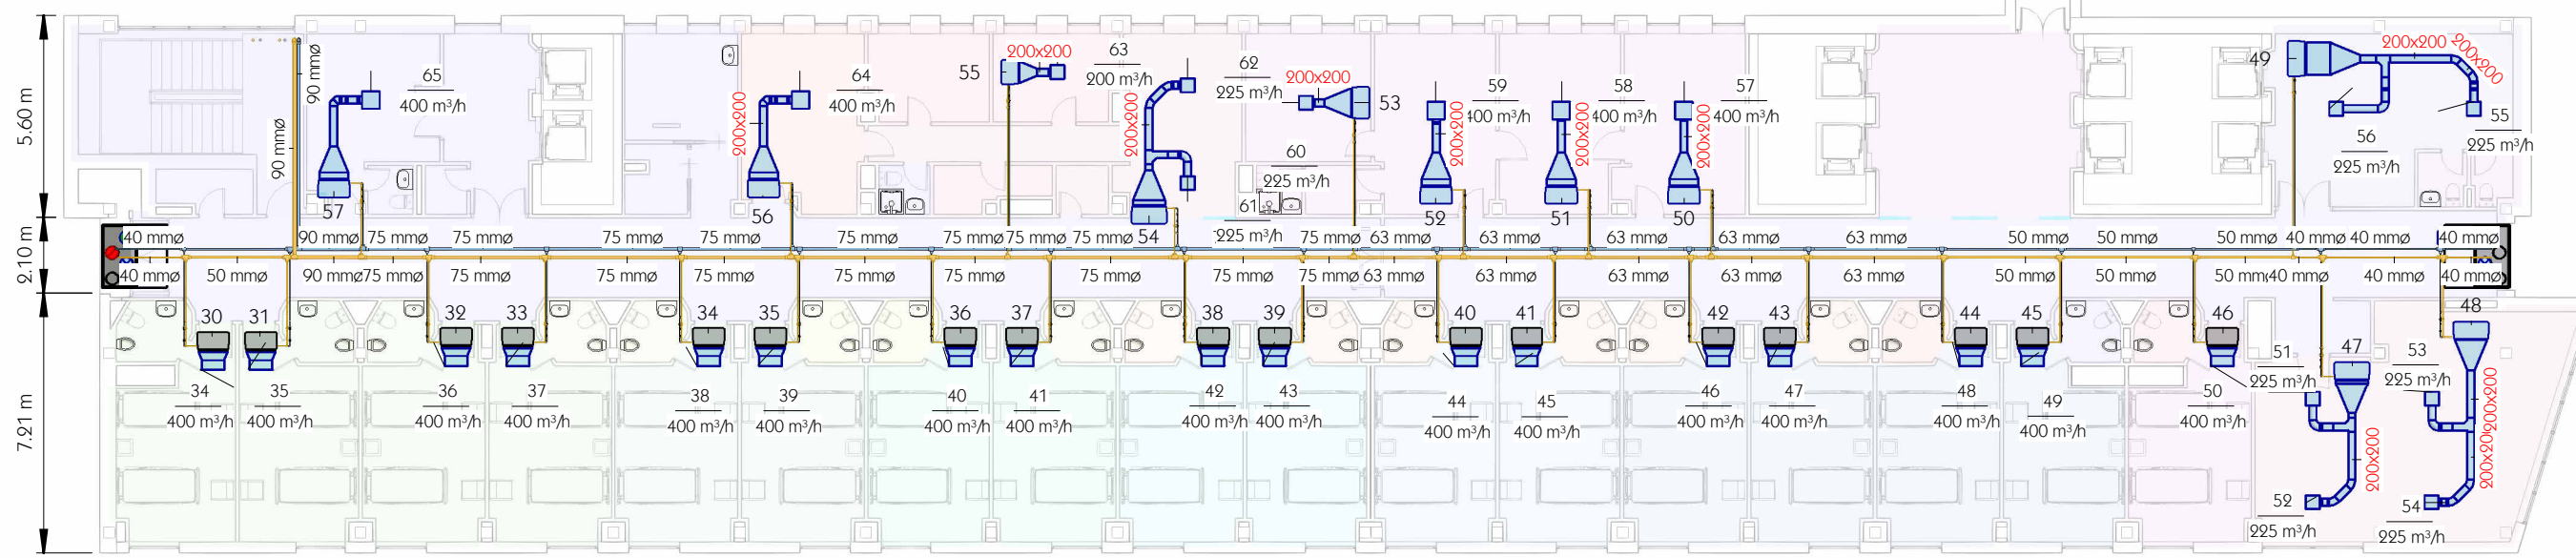 5.60 m
2.10 m
7.21 m
90 mmø
90 mmø
65
400 m³/h
57
200x200
64
400 m³/h
56
55
200x200
63
200 m³/h
200x200
54
62
225 m³/h
200x200
53
60
225 m³/h
61
225 m³/h
59
400 m³/h
200x200
52
58
400 m³/h
200x200
51
57
400 m³/h
200x200
50
49
200x200
200x200
56
225 m³/h
55
225 m³/h
40 mmø
90 mmø
75 mmø
75 mmø
75 mmø
75 mmø
75 mmø
75 mmø
75 mmø
75 mmø
63 mmø
63 mmø
63 mmø
63 mmø
63 mmø
50 mmø
50 mmø
50 mmø
40 mmø
40 mmø
40 mmø
40 mmø
50 mmø
90 mmø
75 mmø
75 mmø
75 mmø
75 mmø
75 mmø
75 mmø
75 mmø
75 mmø
75 mmø
63 mmø
63 mmø
63 mmø
63 mmø
63 mmø
50 mmø
50 mmø
50 mm
40 mmø
40 mmø
40 mmø
30
31
32
33
34
35
36
37
38
39
40
41
42
43
44
45
46
47
48
34
400 m³/h
35
400 m³/h
36
400 m³/h
37
400 m³/h
38
400 m³/h
39
400 m³/h
40
400 m³/h
41
400 m³/h
42
400 m³/h
43
400 m³/h
44
400 m³/h
45
400 m³/h
46
400 m³/h
47
400 m³/h
48
400 m³/h
49
400 m³/h
50
400 m³/h
51
225 m³/h
53
225 m³/h
200x200
200x200
200x200
52
225 m³/h
54
225 m³/h